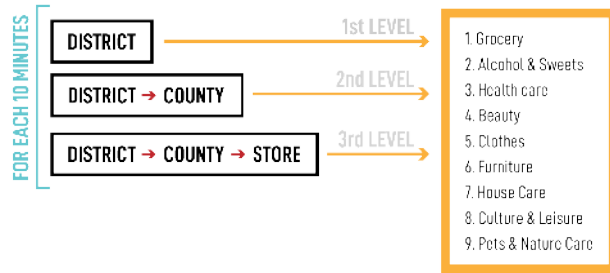 FOR EACH 10 MINUTES
DISTRICT
1st LEVEL
DISTRICT → COUNTY
2nd LEVEL
DISTRICT → COUNTY → STORE
3rd LEVEL
1. Grocery
2. Alcohol & Sweets
3. Health care
4. Beauty
5. Clothes
6. Furniture
7. House Care
8. Culture & Leisure
9. Pets & Nature Care